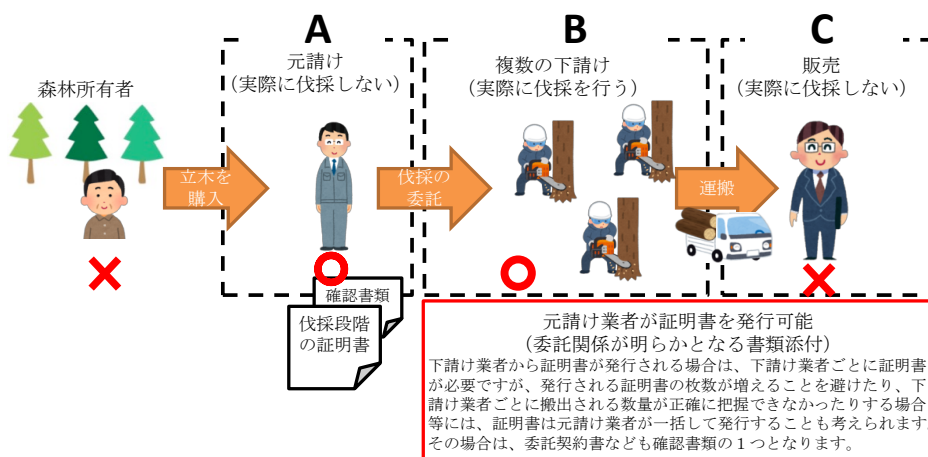 A
B
C
森林所有者
元請け
(実際に伐採しない)
複数の下請け
(実際に伐採を行う)
販売
(実際に伐採しない)
立木を
購入
伐採の
委託
運搬
確認書類
伐採段階
の証明書
元請け業者が証明書を発行可能
(委託関係が明らかとなる書類添付)
下請け業者から証明書が発行される場合は、下請け業者ごとに証明書
が必要ですが、発行される証明書の枚数が増えることを避けたり、下
請け業者ごとに搬出される数量が正確に把握できなかったりする場合
等には、証明書は元請け業者が一括して発行することも考えられます。
その場合は、委託契約書なども確認書類の１つとなります。